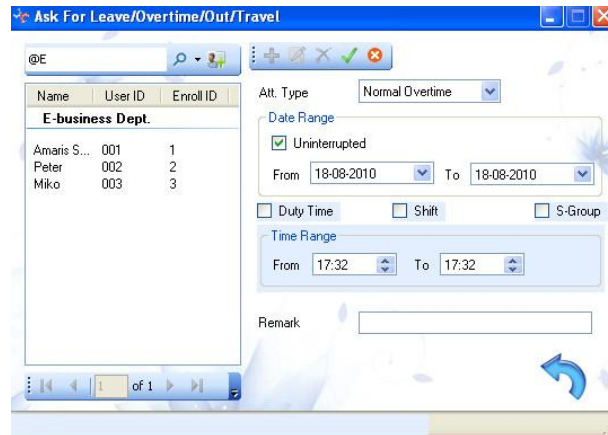 Ask For Leave/Overtime/Out/Travel
@E
Name User ID Enroll ID
E-business Dept.
Amaris S... 001 1
Peter 002 2
Miko 003 3
1 of 1
Att. Type Normal Overtime
Date Range
Uninterrupted
From 18-08-2010 To 18-08-2010
Duty Time Shift S-Group
Time Range
From 17:32 To 17:32
Remark